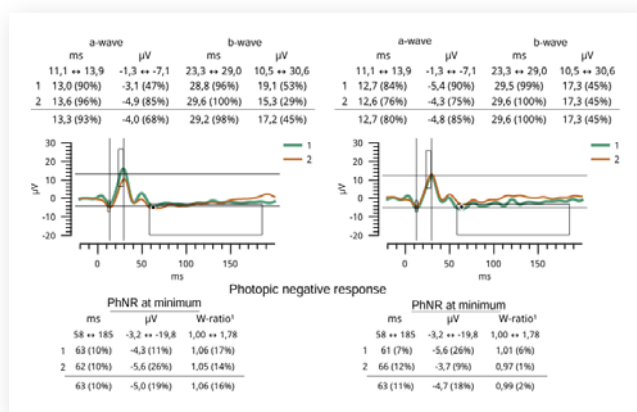 a-wave b-wave
ms µV ms µV
11,1 ↔ 13,9 -1,3 ↔ -7,1 23,3 ↔ 29,0 10,5 ↔ 30,6
1 13,0 (90%) -3,1 (47%) 28,8 (96%) 19,1 (53%)
2 13,6 (96%) -4,9 (85%) 29,6 (100%) 15,3 (29%)
13,3 (93%) -4,0 (68%) 29,2 (98%) 17,2 (45%)
30
20
10
0
-10
-20
µV
1
2
0 50 100 150
ms
a-wave b-wave
ms µV ms µV
11,1 ↔ 13,9 -1,3 ↔ -7,1 23,3 ↔ 29,0 10,5 ↔ 30,6
1 12,7 (84%) -5,4 (90%) 29,5 (99%) 17,3 (45%)
2 12,6 (76%) -4,3 (75%) 29,6 (100%) 17,3 (45%)
12,7 (80%) -4,8 (85%) 29,6 (100%) 17,3 (45%)
30
20
10
0
-10
-20
µV
1
2
0 50 100 150
ms
Photopic negative response
PhNR at minimum
ms µV W-ratio³
58 ↔ 185 -3,2 ↔ -19,8 1,00 ↔ 1,78
1 63 (10%) -4,3 (11%) 1,06 (17%)
2 62 (10%) -5,6 (26%) 1,05 (14%)
63 (10%) -5,0 (19%) 1,06 (16%)
PhNR at minimum
ms µV W-ratio³
58 ↔ 185 -3,2 ↔ -19,8 1,00 ↔ 1,78
1 61 (7%) -5,6 (26%) 1,01 (6%)
2 66 (12%) -3,7 (9%) 0,97 (1%)
63 (11%) -4,7 (18%) 0,99 (2%)